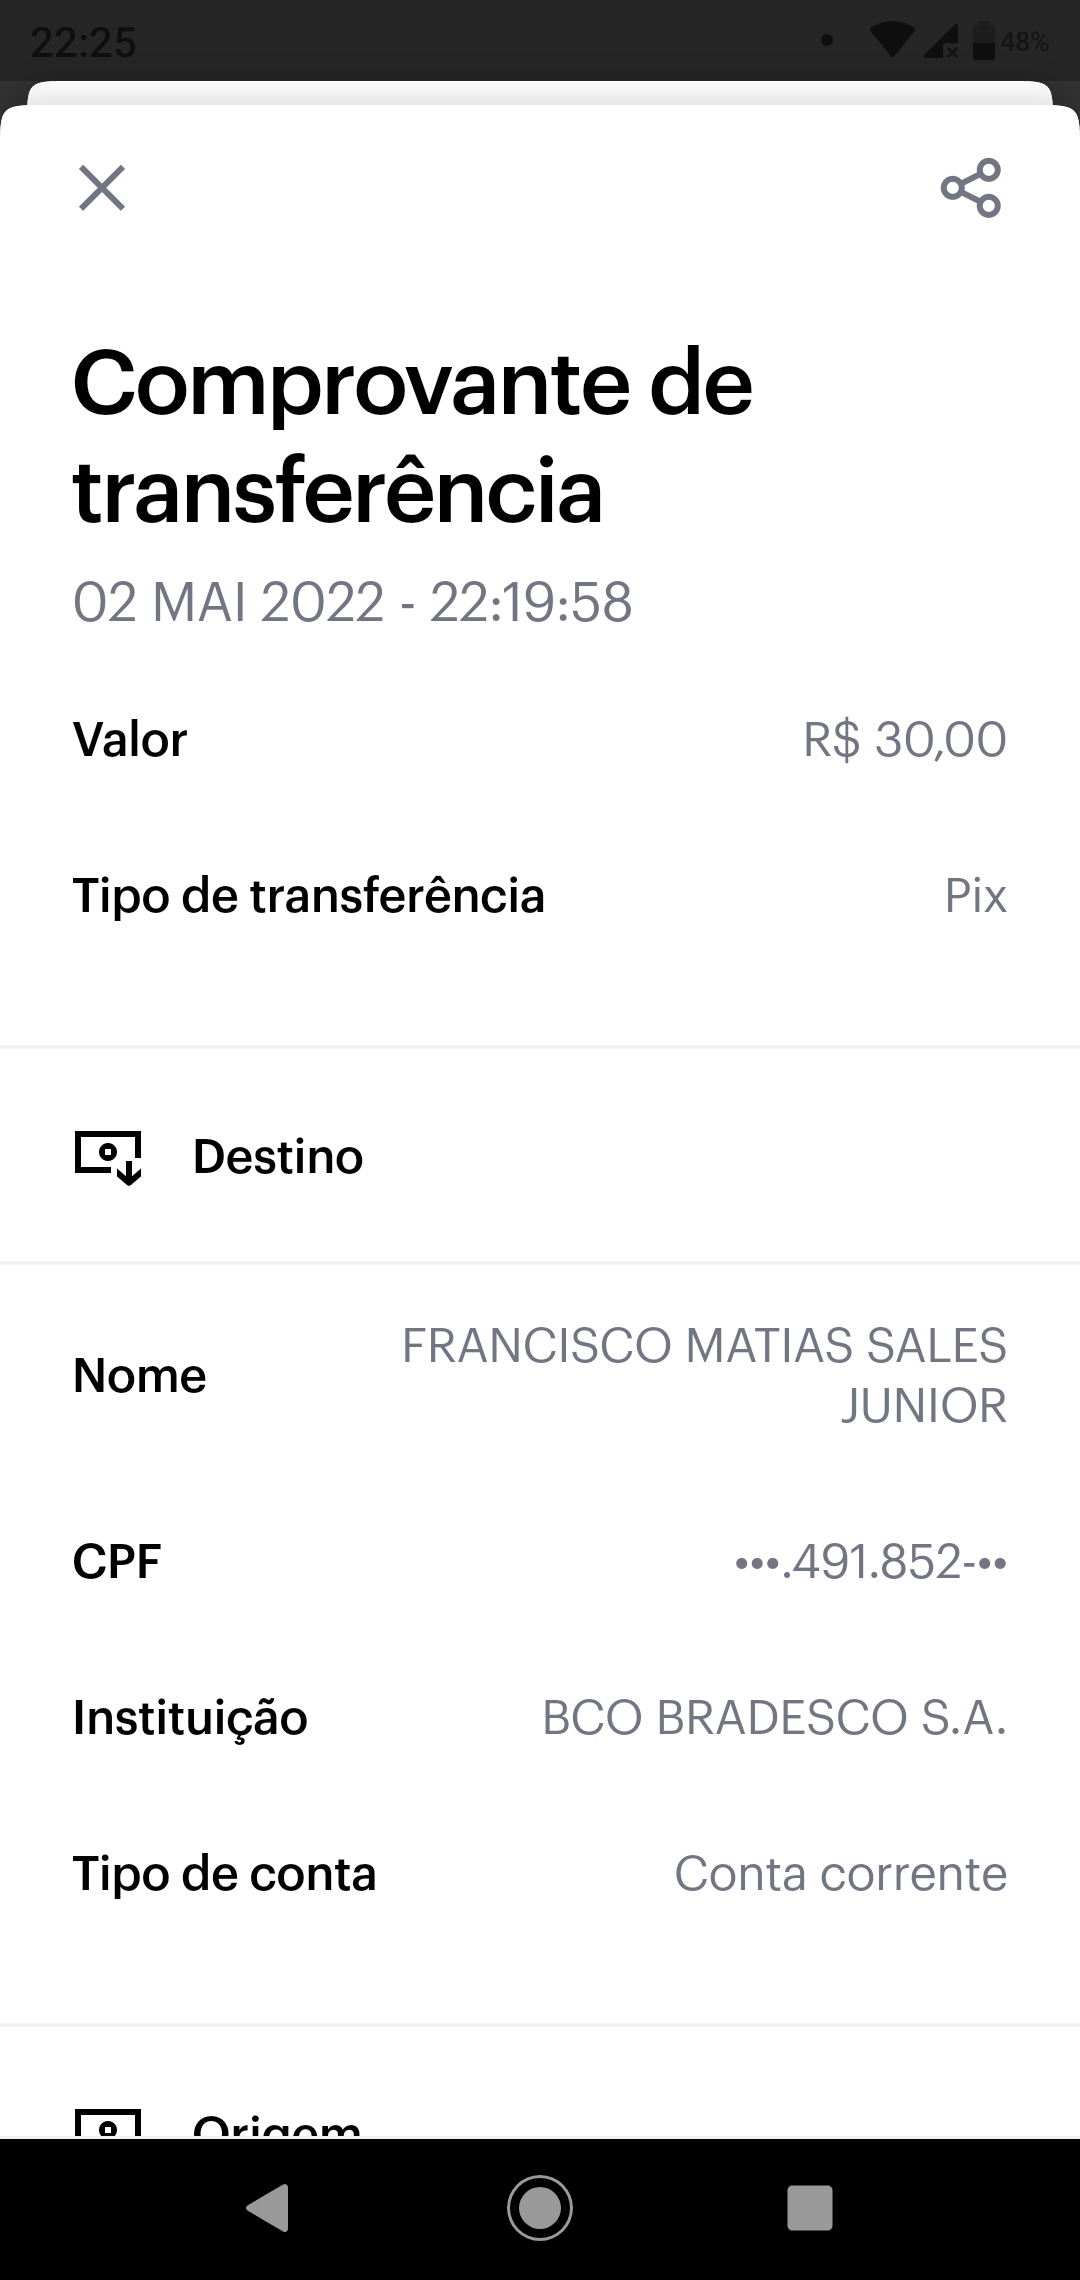 22:25
48%
Comprovante de
transferência
02 MAI 2022 - 22:19:58
Valor
R$ 30,00
Tipo de transferência
Pix
Destino
Nome
FRANCISCO MATIAS SALES
JUNIOR
CPF
•••.491.852-••
Instituição
BCO BRADESCO S.A.
Tipo de conta
Conta corrente
Origem